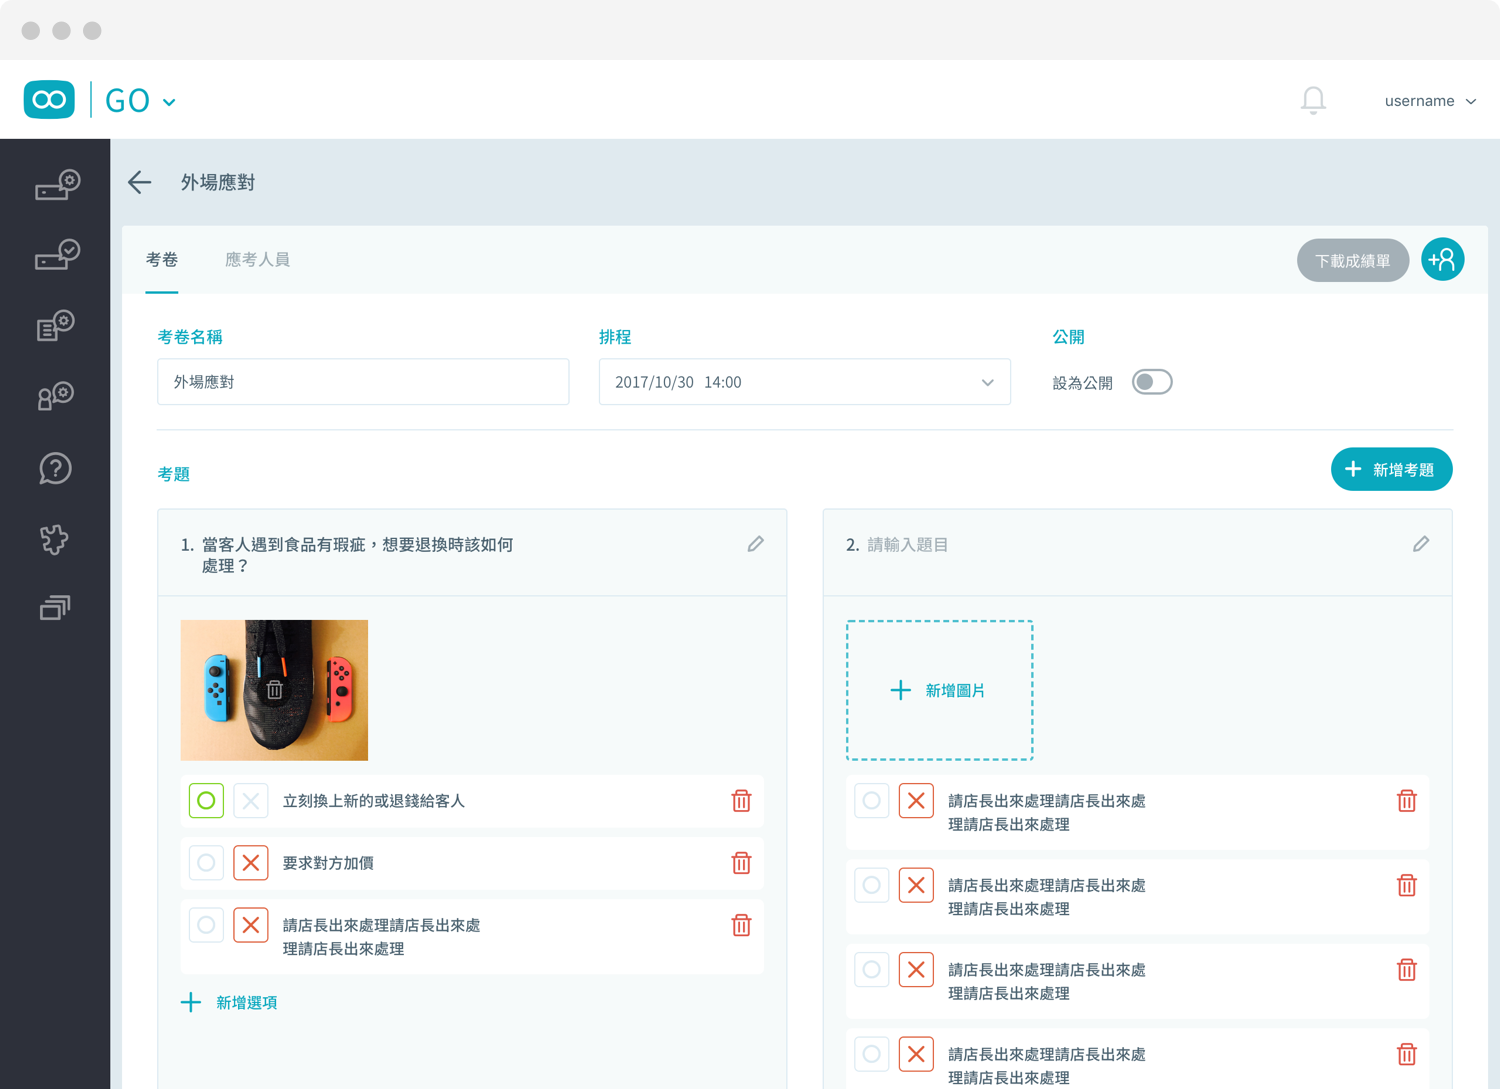 GO
username
外場應對
考卷
應考人員
下載成績單
考卷名稱
排程
公開
外場應對
2017/10/30 14:00
設為公開
考題
新增考題
1. 當客人遇到食品有瑕疵，想要退換時該如何
處理？
立刻換上新的或退錢給客人
要求對方加價
請店長出來處理請店長出來處
理請店長出來處理
新增選項
2. 請輸入題目
新增圖片
請店長出來處理請店長出來處
理請店長出來處理
請店長出來處理請店長出來處
理請店長出來處理
請店長出來處理請店長出來處
理請店長出來處理
請店長出來處理請店長出來處
理請店長出來處理